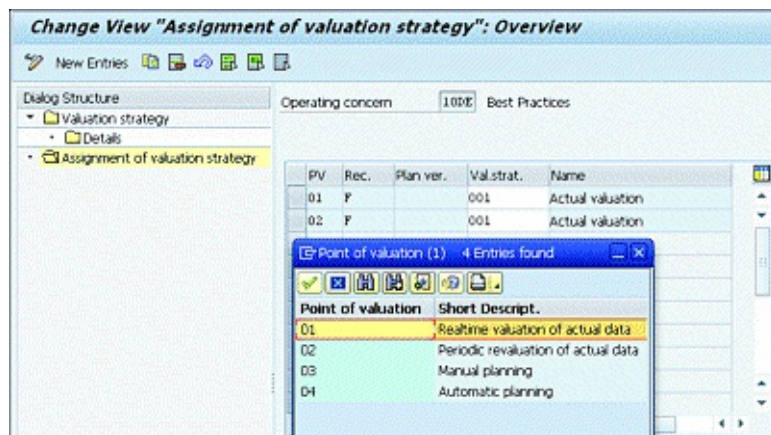 Change View "Assignment of valuation strategy": Overview
New Entries
Dialog Structure
Valuation strategy
Details
Assignment of valuation strategy
Operating concern 10DE Best Practices
PV Rec. Plan ver. Val.strat. Name
01 F 001 Actual valuation
02 F 001 Actual valuation
Point of valuation (1) 4 Entries found
Point of valuation Short Descript.
01 Realtime valuation of actual data
02 Periodic revaluation of actual data
03 Manual planning
04 Automatic planning